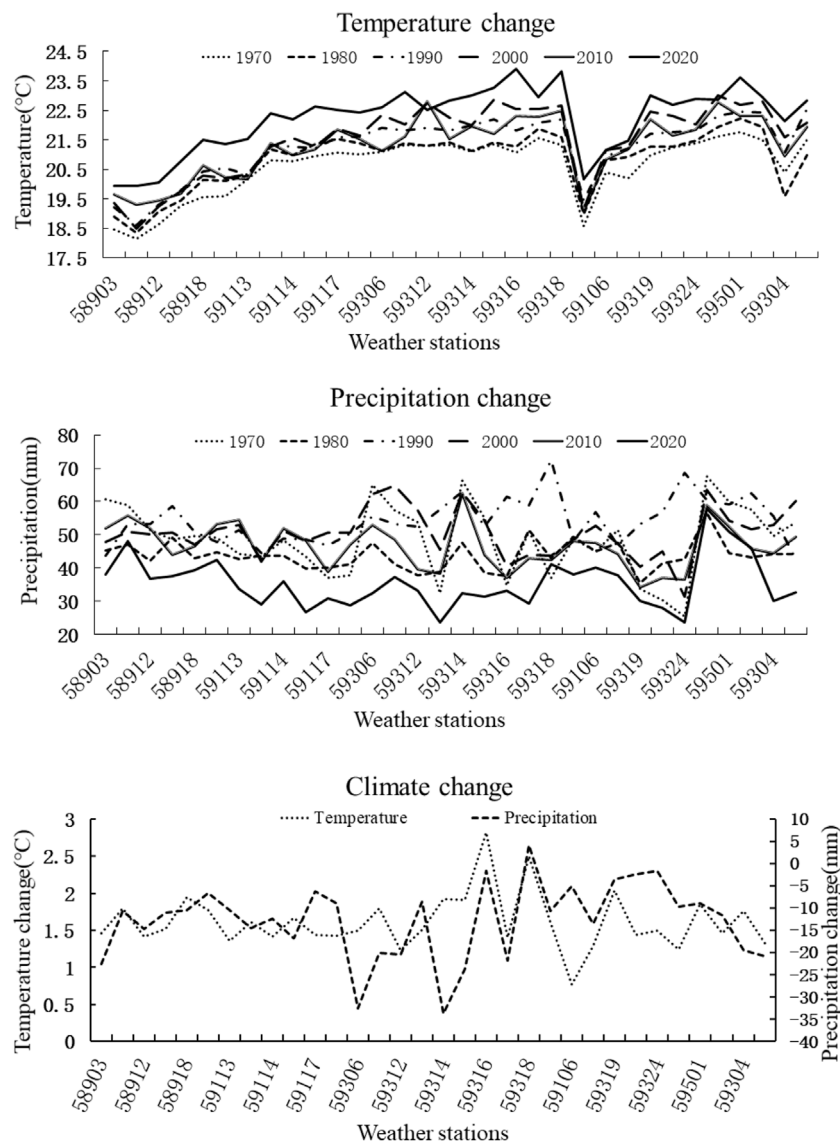 Temperature change
1970 1980 1990 2000 2010 2020
Temperature(°C)
24.5
23.5
22.5
21.5
20.5
19.5
18.5
17.5
58903 58912 58918 59113 59114 59117 59306 59312 59314 59316 59318 59106 59319 59324 59501 59304
Weather stations
Precipitation change
1970 1980 1990 2000 2010 2020
Precipitation(mm)
80
70
60
50
40
30
20
58903 58912 58918 59113 59114 59117 59306 59312 59314 59316 59318 59106 59319 59324 59501 59304
Weather stations
Climate change
Temperature Precipitation
Temperature change(°C)
3
2.5
2
1.5
1
0.5
0
10
5
0
-5
-10
-15
-20
-25
-30
-35
-40
Precipitation change(mm)
58903 58912 58918 59113 59114 59117 59306 59312 59314 59316 59318 59106 59319 59324 59501 59304
Weather stations